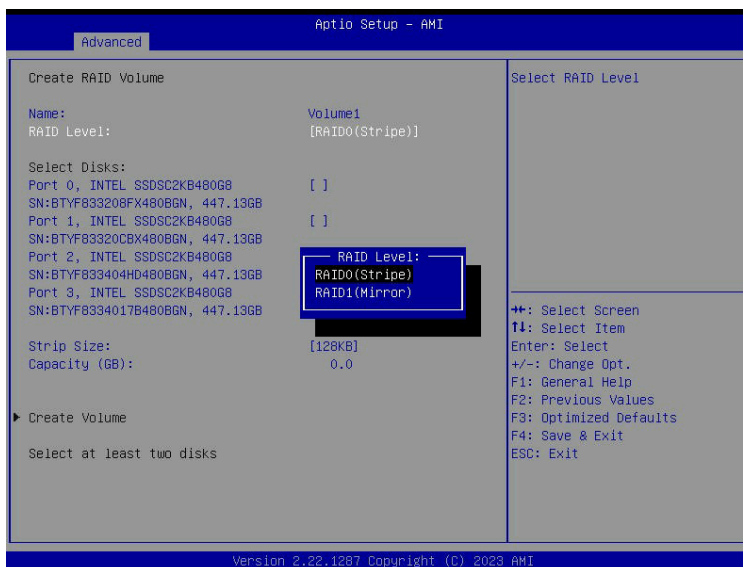 Aptio Setup - AMI
Advanced
Create RAID Volume
Select RAID Level
Name: Volume1
RAID Level: [RAID0(Stripe)]
Select Disks:
Port 0, INTEL SSDSC2KB480G8 [ ]
SN:BTYF833208FX480BGN, 447.13GB
Port 1, INTEL SSDSC2KB480G8 [ ]
SN:BTYF83320CBX480BGN, 447.13GB
Port 2, INTEL SSDSC2KB480G8
SN:BTYF833404HD480BGN, 447.13GB
Port 3, INTEL SSDSC2KB480G8
SN:BTYF8334017B480BGN, 447.13GB
RAID Level:
RAID0(Stripe)
RAID1(Mirror)
Strip Size: [128KB]
Capacity (GB): 0.0
Create Volume
Select at least two disks
→←: Select Screen
↑↓: Select Item
Enter: Select
+/-: Change Opt.
F1: General Help
F2: Previous Values
F3: Optimized Defaults
F4: Save & Exit
ESC: Exit
Version 2.22.1287 Copyright (C) 2023 AMI